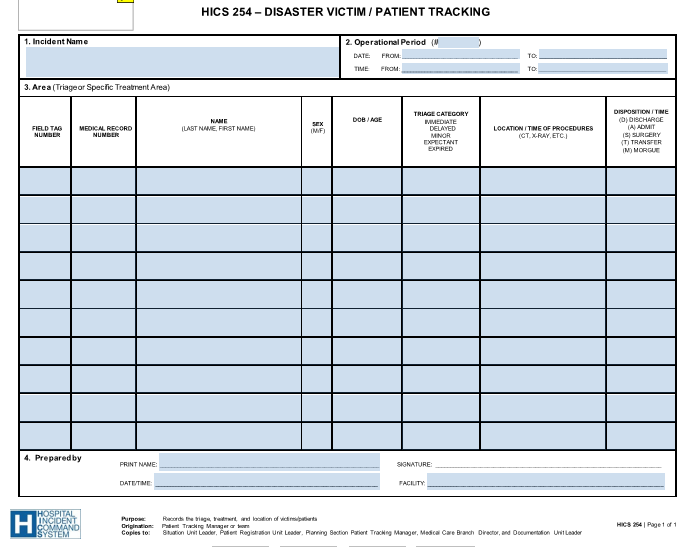 HICS 254 – DISASTER VICTIM / PATIENT TRACKING
1. Incident Name
2. Operational Period (# )
DATE: FROM: TO:
TIME: FROM: TO:
3. Area (Triage or Specific Treatment Area)
FIELD TAG NUMBER
MEDICAL RECORD NUMBER
NAME
(LAST NAME, FIRST NAME)
SEX
(M/F)
DOB / AGE
TRIAGE CATEGORY
IMMEDIATE
DELAYED
MINOR
EXPECTANT
EXPIRED
LOCATION / TIME OF PROCEDURES
(CT, X-RAY, ETC.)
DISPOSITION / TIME
(D) DISCHARGE
(A) ADMIT
(S) SURGERY
(T) TRANSFER
(M) MORGUE
4. Prepared by
PRINT NAME: SIGNATURE:
DATE/TIME: FACILITY:
H HOSPITAL
INCIDENT
COMMAND
SYSTEM
Purpose: Records the triage, treatment, and location of victims/patients
Origination: Patient Tracking Manager or team
Copies to: Situation Unit Leader, Patient Registration Unit Leader, Planning Section Patient Tracking Manager, Medical Care Branch Director, and Documentation Unit Leader
HICS 254 | Page 1 of 1